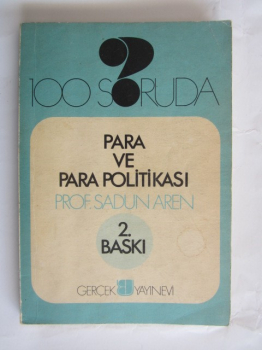 100 SORUDA
PARA
VE
PARA POLİTİKASI
PROF. SADUN AREN
2.
BASKI
GERÇEK YAYINEVİ